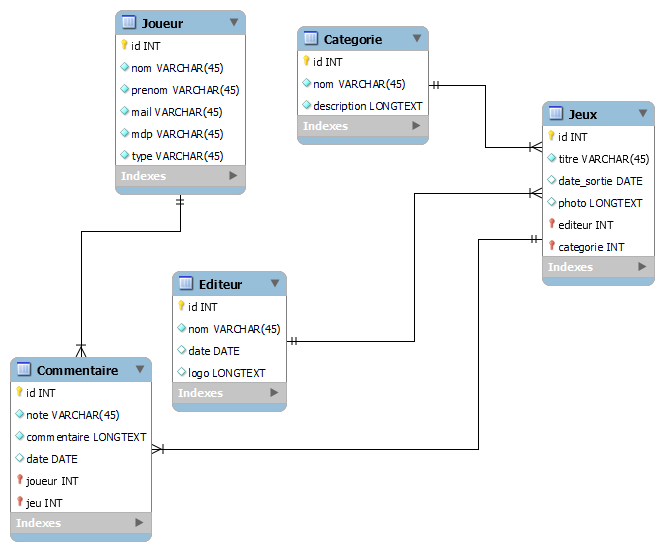 Joueur
id INT
nom VARCHAR(45)
prenom VARCHAR(45)
mail VARCHAR(45)
mdp VARCHAR(45)
type VARCHAR(45)
Indexes
Categorie
id INT
nom VARCHAR(45)
description LONGTEXT
Indexes
Jeux
id INT
titre VARCHAR(45)
date_sortie DATE
photo LONGTEXT
editeur INT
categorie INT
Indexes
Editeur
id INT
nom VARCHAR(45)
date DATE
logo LONGTEXT
Indexes
Commentaire
id INT
note VARCHAR(45)
commentaire LONGTEXT
date DATE
joueur INT
jeu INT
Indexes